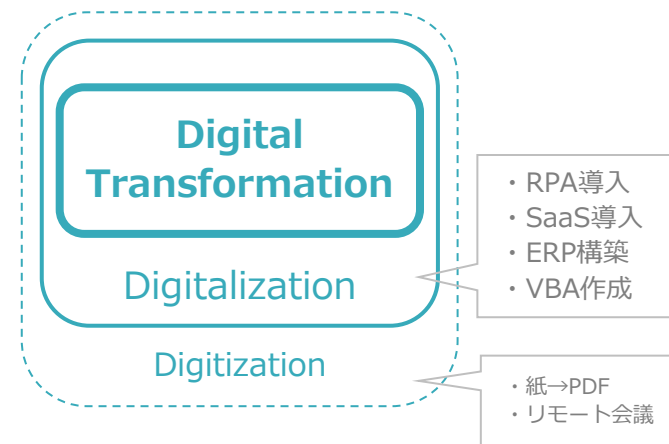 Digital
Transformation
Digitalization
Digitization
・RPA導入
・SaaS導入
・ERP構築
・VBA作成
・紙→PDF
・リモート会議